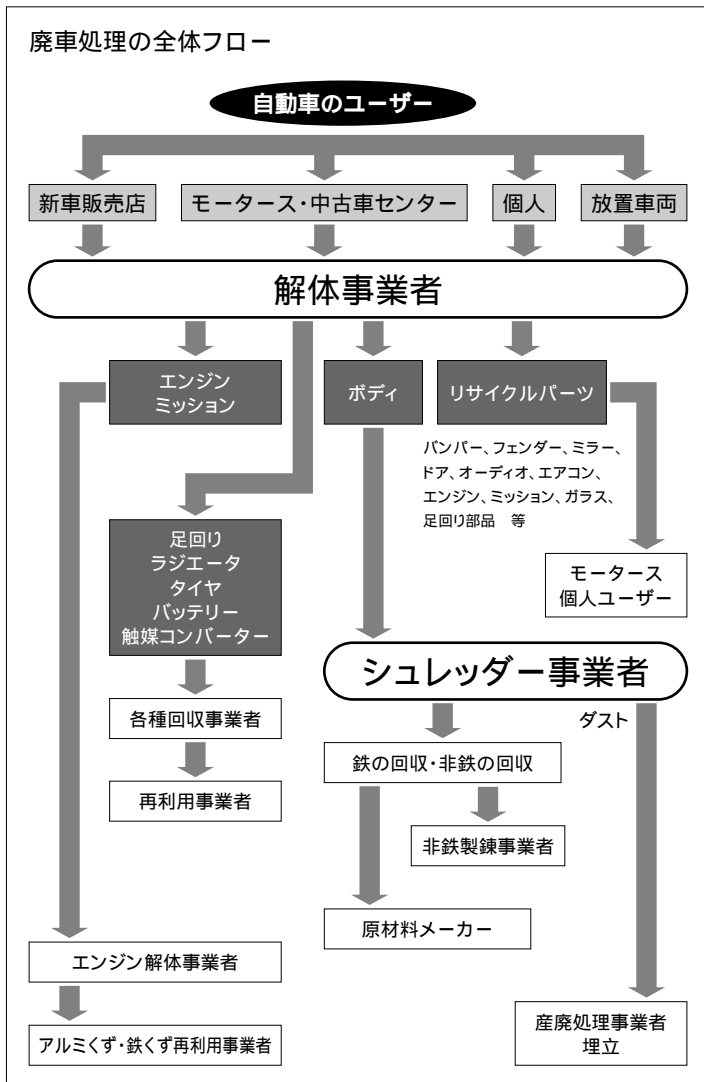 廃車処理の全体フロー
自動車のユーザー
新車販売店
モータース・中古車センター
個人
放置車両
解体事業者
エンジン
ミッション
ボディ
リサイクルパーツ
バンパー、フェンダー、ミラー、
ドア、オーディオ、エアコン、
エンジン、ミッション、ガラス、
足回り部品　等
足回り
ラジエータ
タイヤ
バッテリー
触媒コンバーター
モータース
個人ユーザー
シュレッダー事業者
各種回収事業者
ダスト
鉄の回収・非鉄の回収
再利用事業者
非鉄製錬事業者
原材料メーカー
エンジン解体事業者
アルミくず・鉄くず再利用事業者
産廃処理事業者
埋立